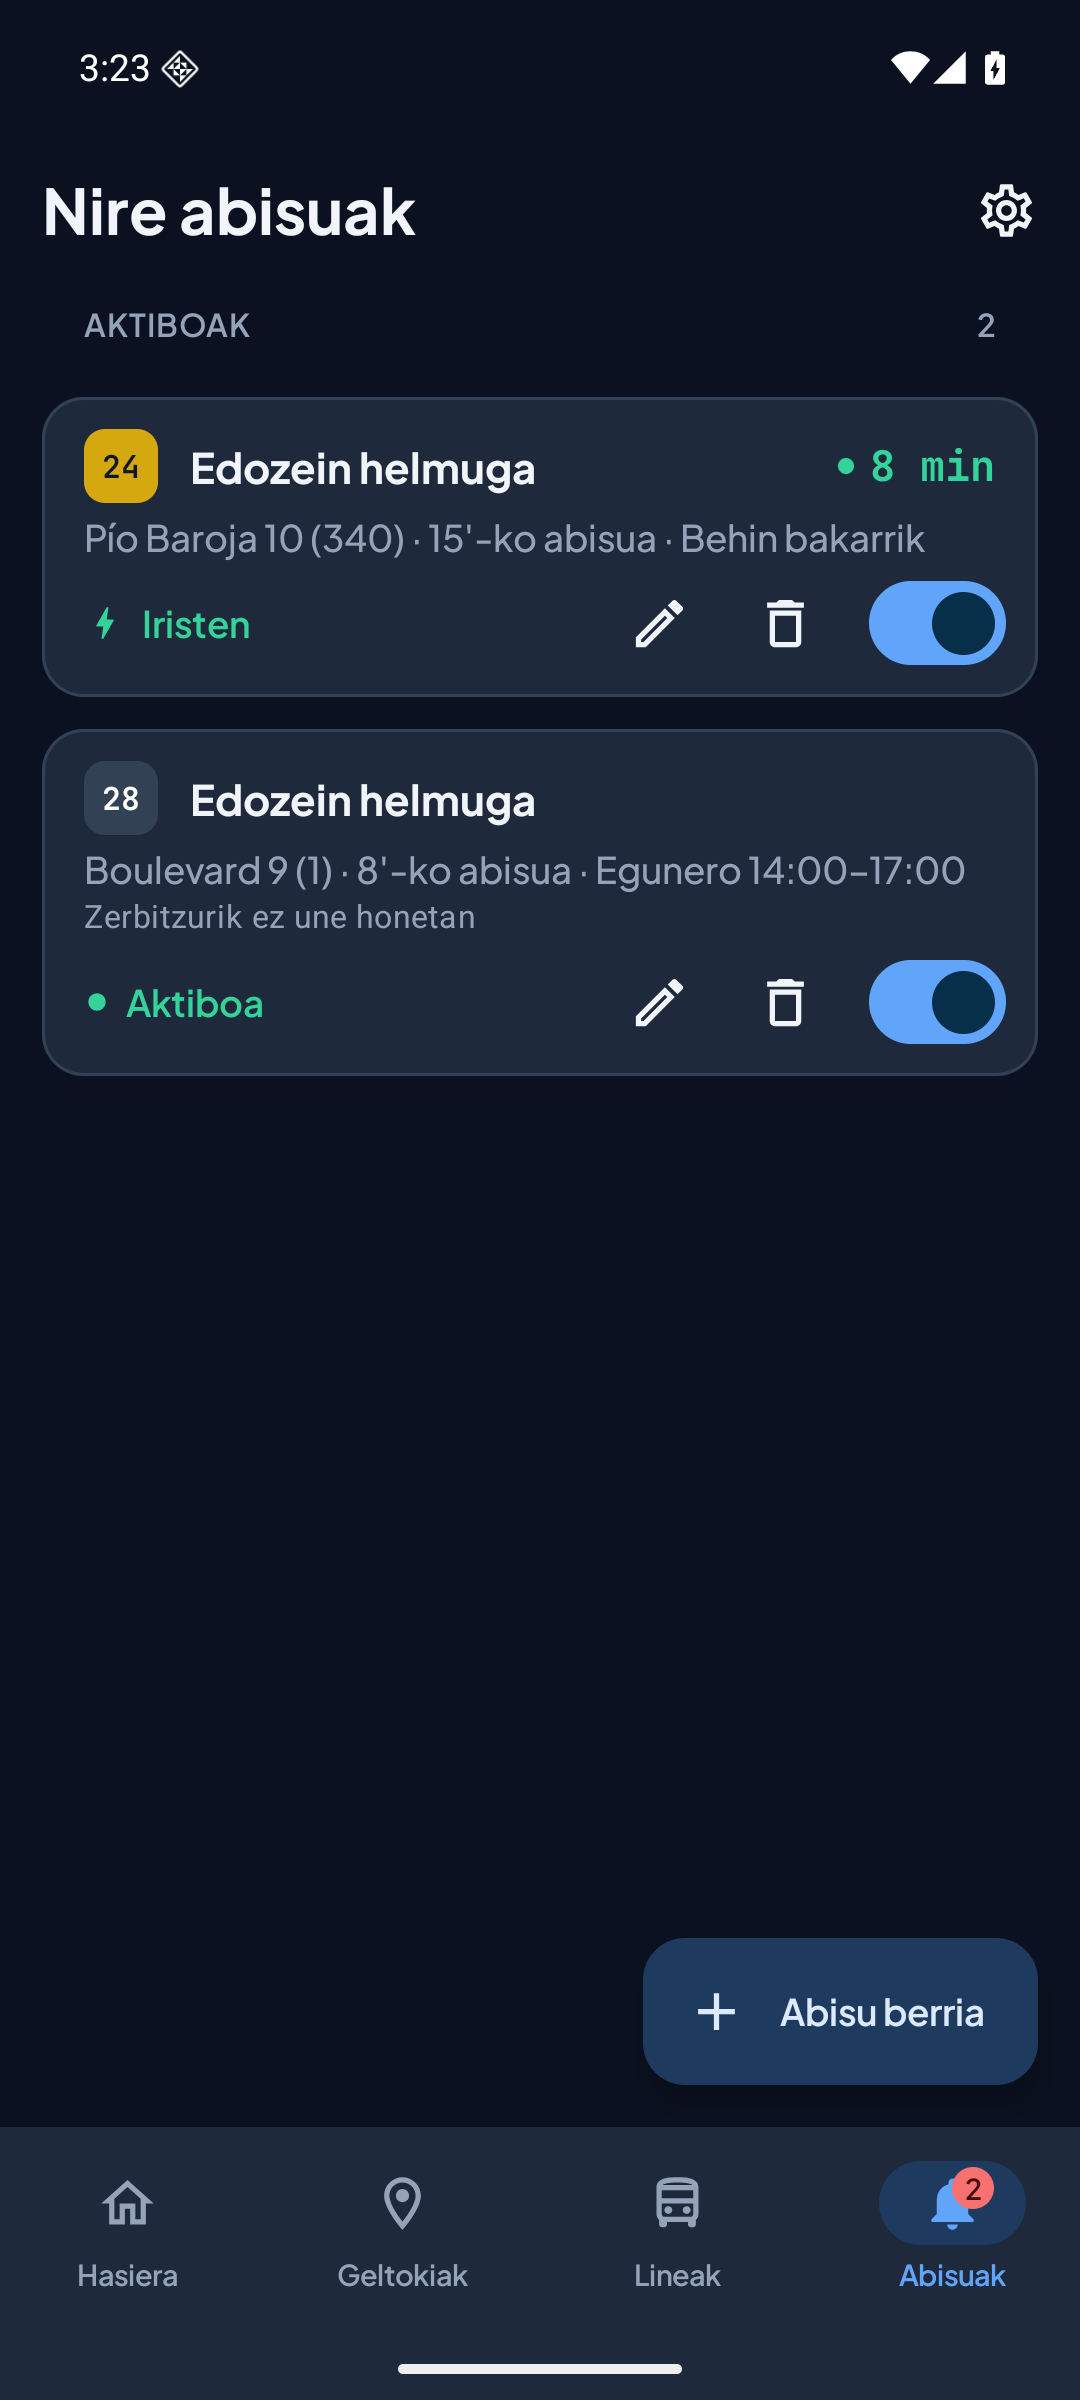 3:23
Nire abisuak
AKTIBOAK 2
24 Edozein helmuga 8 min
Pío Baroja 10 (340) · 15'-ko abisua · Behin bakarrik
Iristen
28 Edozein helmuga
Boulevard 9 (1) · 8'-ko abisua · Egunero 14:00–17:00
Zerbitzurik ez une honetan
Aktiboa
Abisu berria
2
Hasiera Geltokiak Lineak Abisuak